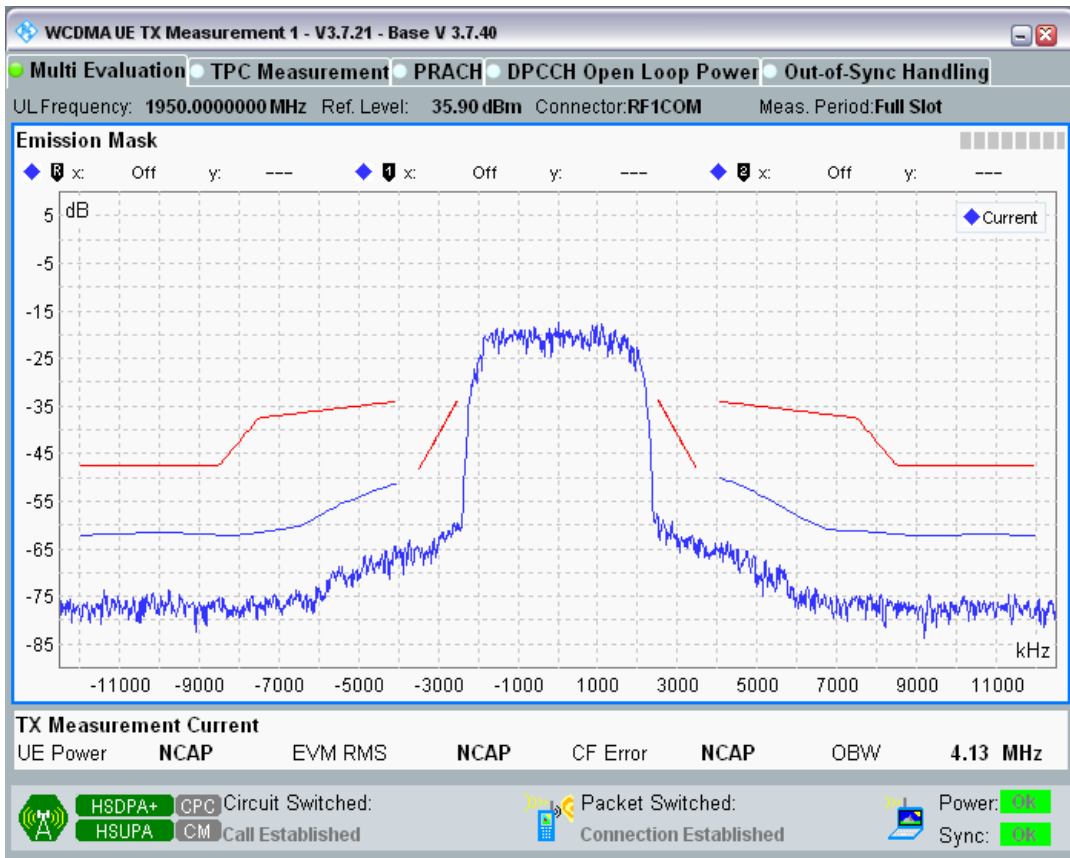 WCDMA UE TX Measurement 1 - V3.7.21 - Base V 3.7.40
Multi Evaluation TPC Measurement PRACH DPCCH Open Loop Power Out-of-Sync Handling
UL Frequency: 1950.0000000 MHz Ref. Level: 35.90 dBm Connector:RF1COM Meas. Period:Full Slot
Emission Mask
R x: Off y: --- 1 x: Off y: --- 2 x: Off y: ---
dB
Current
5
-5
-15
-25
-35
-45
-55
-65
-75
-85
kHz
-11000 -9000 -7000 -5000 -3000 -1000 1000 3000 5000 7000 9000 11000
TX Measurement Current
UE Power NCAP EVM RMS NCAP CF Error NCAP OBW 4.13 MHz
HSDPA+ CPC Circuit Switched: Packet Switched: Power: Ok
HSUPA CM Call Established Connection Established Sync: Ok